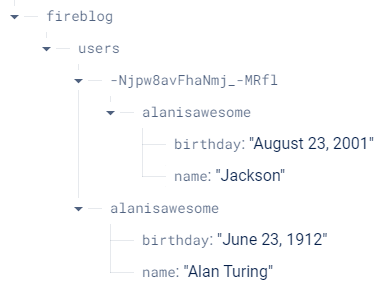 fireblog
users
-Njpw8avFhaNmj_-MRfl
alanisawesome
birthday: "August 23, 2001"
name: "Jackson"
alanisawesome
birthday: "June 23, 1912"
name: "Alan Turing"